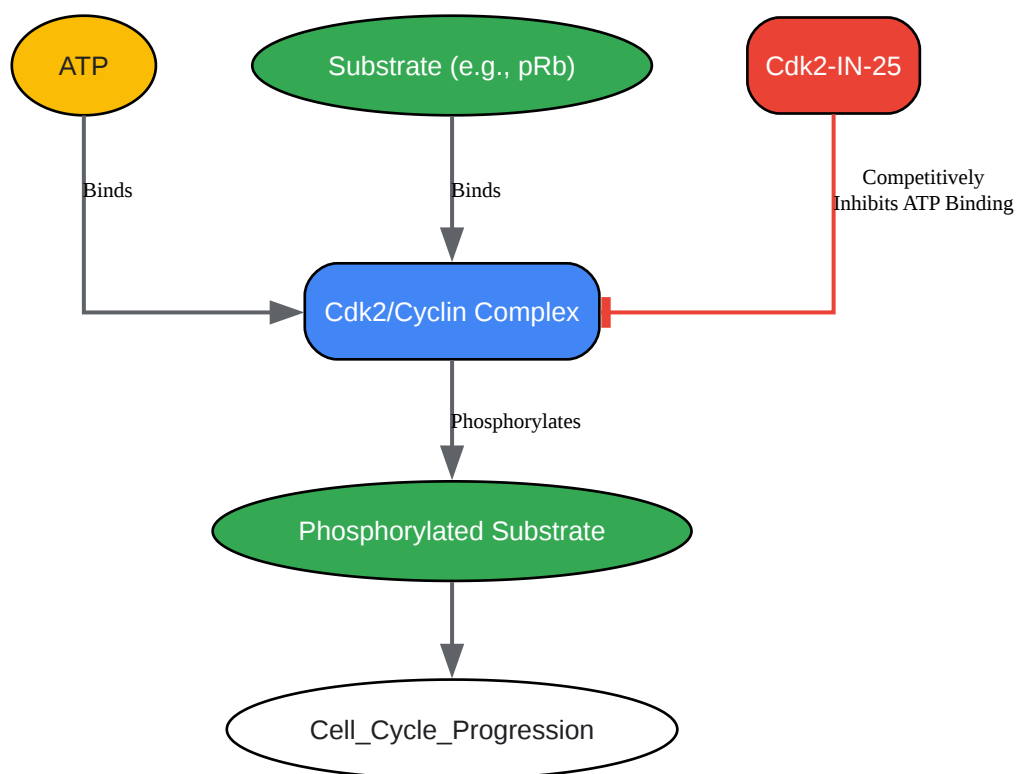 ATP
Substrate (e.g., pRb)
Cdk2-IN-25
Binds
Binds
Competitively
Inhibits ATP Binding
Cdk2/Cyclin Complex
Phosphorylates
Phosphorylated Substrate
Cell_Cycle_Progression